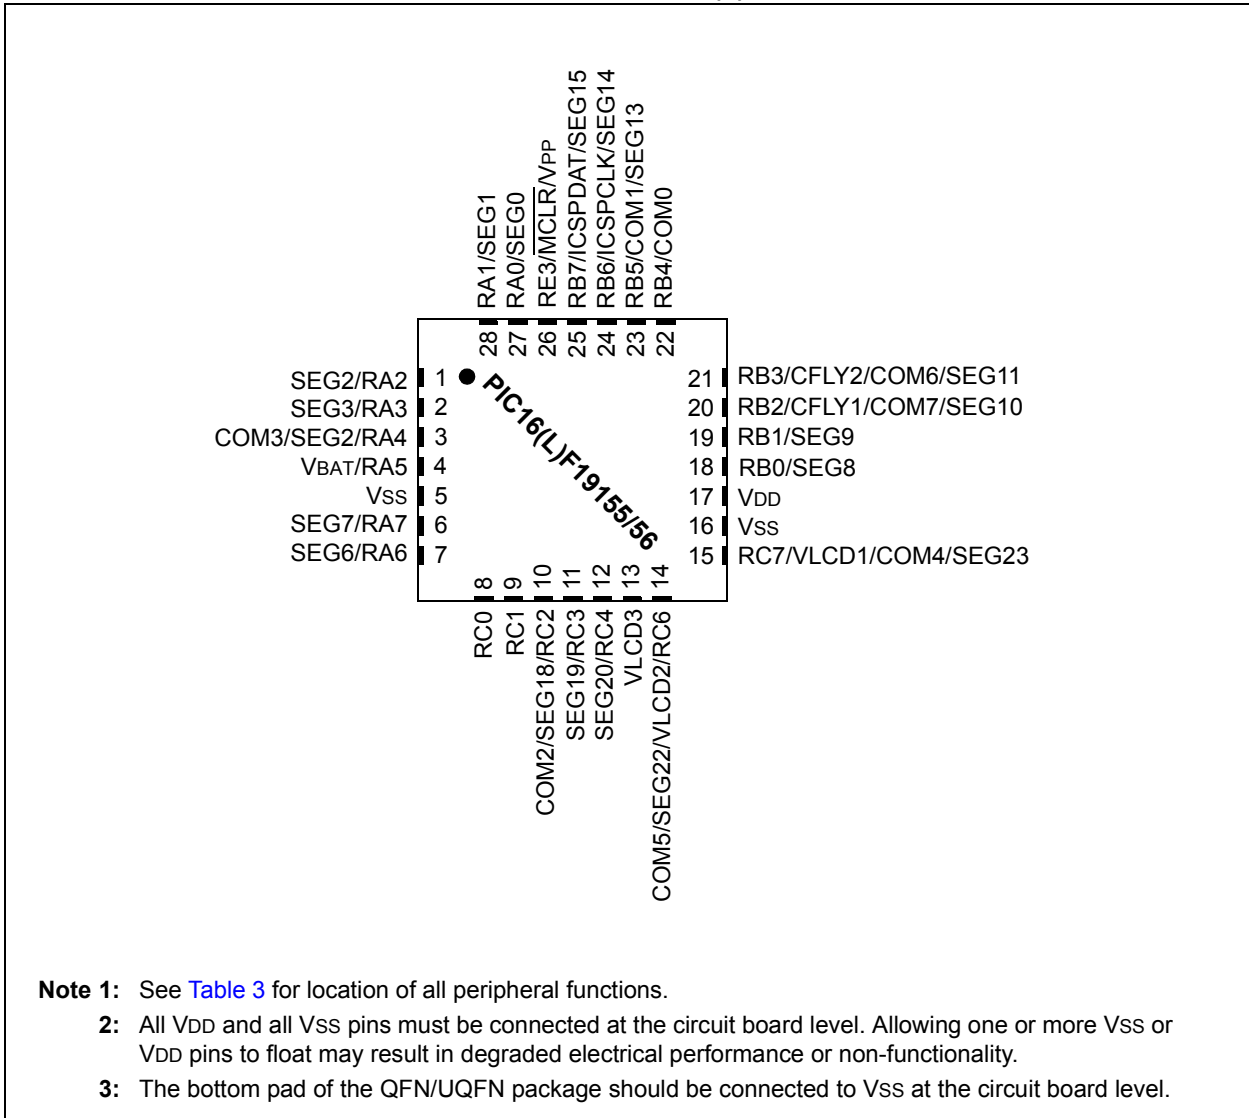 RA1/SEG1
RA0/SEG0
RE3/MCLR/VPP
RB7/ICSPDAT/SEG15
RB6/ICSPCLK/SEG14
RB5/COM1/SEG13
RB4/COM0
28
27
26
25
24
23
22
SEG2/RA2 1
SEG3/RA3 2
COM3/SEG2/RA4 3
VBAT/RA5 4
VSS 5
SEG7/RA7 6
SEG6/RA6 7
PIC16(L)F19155/56
21 RB3/CFLY2/COM6/SEG11
20 RB2/CFLY1/COM7/SEG10
19 RB1/SEG9
18 RB0/SEG8
17 VDD
16 VSS
15 RC7/VLCD1/COM4/SEG23
8
9
10
11
12
13
14
RC0
RC1
COM2/SEG18/RC2
SEG19/RC3
SEG20/RC4
VLCD3
COM5/SEG22/VLCD2/RC6
Note 1: See Table 3 for location of all peripheral functions.
2: All VDD and all VSS pins must be connected at the circuit board level. Allowing one or more VSS or
VDD pins to float may result in degraded electrical performance or non-functionality.
3: The bottom pad of the QFN/UQFN package should be connected to VSS at the circuit board level.